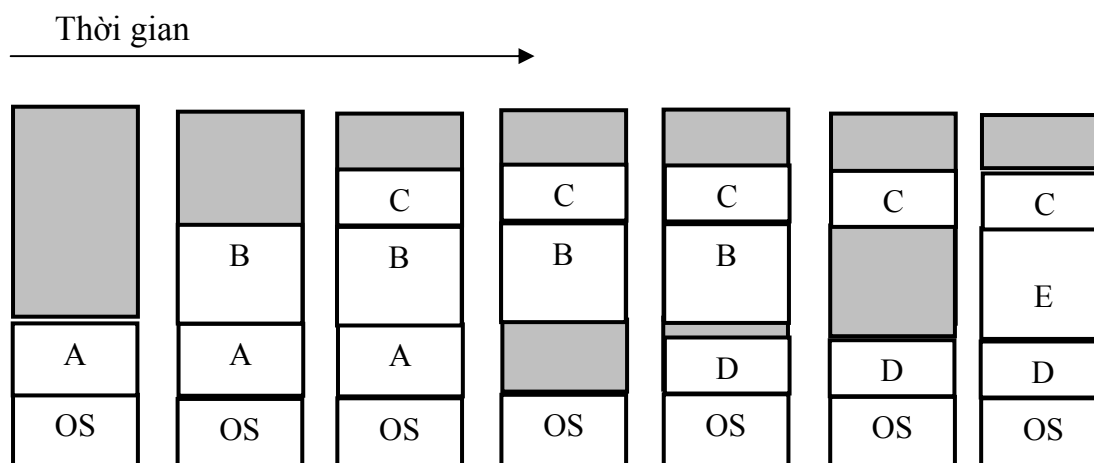 Thời gian
C C C C C
B B B B E
A A A D D D
OS OS OS OS OS OS OS